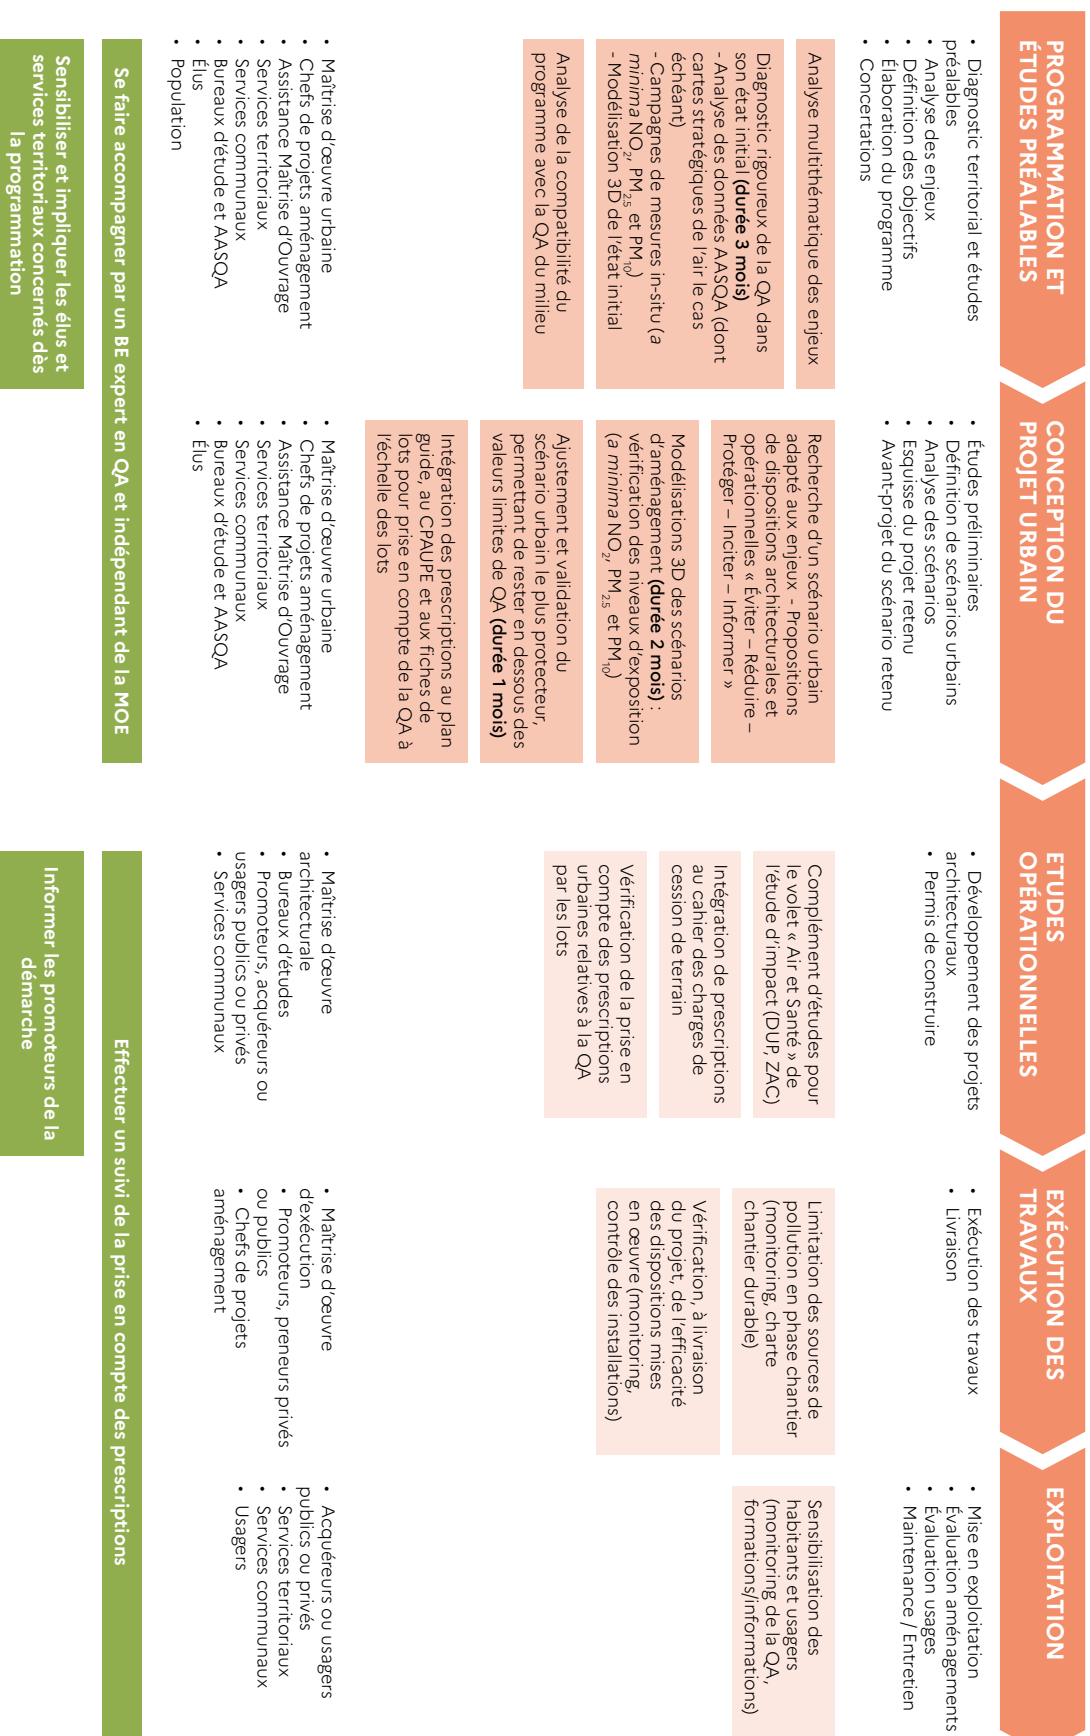 PROGRAMMATION ET
ÉTUDES PRÉALABLES
CONCEPTION DU
PROJET URBAIN
ETUDES
OPÉRATIONNELLES
EXÉCUTION DES
TRAVAUX
EXPLOITATION
• Diagnostic territorial et études
préalables
• Analyse des enjeux
• Définition des objectifs
• Élaboration du programme
• Concertations
• Études préliminaires
• Définition de scénarios urbains
• Analyse des scénarios
• Esquisse du projet retenu
• Avant-projet du scénario retenu
• Dévelopement des projets
architecturaux
• Permis de construire
• Exécution des travaux
• Livraison
• Mise en exploitation
• Évaluation aménagements
• Évaluation usages
• Maintenance / Entretien
Analyse multithématique des enjeux
Diagnostic rigoureux de la QA dans
son état initial (durée 3 mois)
- Analyse des données AASQA (dont
cartes stratégiques de l'air le cas
échéant)
- Campagnes de mesures in-situ (a
minima NO2, PM2.5 et PM10)
- Modélisation 3D de l'état initial
Analyse de la compatibilité du
programme avec la QA du milieu
Recherche d'un scénario urbain
adapté aux enjeux - Propositions
de dispositions architecturales et
opérationnelles « Éviter – Réduire –
Protéger – Inciter – Informer »
Modélisations 3D des scénarios
d'aménagement (durée 2 mois) :
vérification des niveaux d'exposition
(a minima NO2, PM2.5 et PM10)
Ajustement et validation du
scénario urbain le plus protecteur,
permettant de rester en dessous des
valeurs limites de QA (durée 1 mois)
Intégration des prescriptions au plan
guide, au CPAUPE et aux fiches de
lots pour prise en compte de la QA à
l'échelle des lots
Complément d'études pour
le volet « Air et Santé » de
l'étude d'impact (DUP, ZAC)
Intégration de prescriptions
au cahier des charges de
cession de terrain
Vérification de la prise en
compte des prescriptions
urbaines relatives à la QA
par les lots
Limitation des sources de
pollution en phase chantier
(monitoring, charte
chantier durable)
Vérification, à livraison
du projet, de l'efficacité
des dispositions mises
en œuvre (monitoring,
contrôle des installations)
Sensibilisation des
habitants et usagers
(monitoring de la QA,
formations/informations)
• Maîtrise d'œuvre urbaine
• Chefs de projets aménagement
• Assistance Maîtrise d'Ouvrage
• Services territoriaux
• Services communaux
• Bureaux d'étude et AASQA
• Élus
• Population
• Maîtrise d'œuvre urbaine
• Chefs de projets aménagement
• Assistance Maîtrise d'Ouvrage
• Services territoriaux
• Services communaux
• Bureaux d'étude et AASQA
• Élus
• Maîtrise d'œuvre
architecturale
• Bureaux d'études
• Promoteurs, acquéreurs ou
usagers publics ou privés
• Services communaux
• Maîtrise d'œuvre
d'exécution
• Promoteurs, preneurs privés
ou publics
• Chefs de projets
aménagement
• Acquéreurs ou usagers
publics ou privés
• Services territoriaux
• Services communaux
• Usagers
Se faire accompagner par un BE expert en QA et indépendant de la MOE
Effectuer un suivi de la prise en compte des prescriptions
Sensibiliser et impliquer les élus et
services territoriaux concernés dès
la programmation
Informer les promoteurs de la
démarche